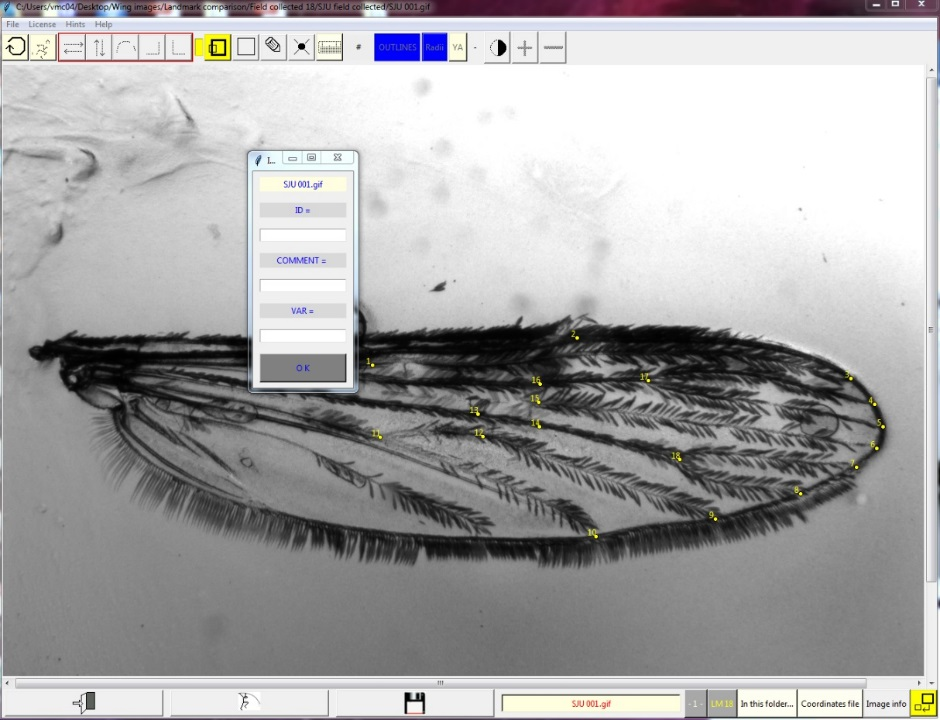 C:/Users/vmc04/Desktop/Wing images/Landmark comparison/Field collected 18/SJU field collected/SJU 001.gif
File License Hints Help
# OUTLINES Radii YA -
I...
SJU 001.gif
ID =
COMMENT =
VAR =
O K
2
1
3
16
17
15
4
13
14
5
11
12
6
18
7
8
9
10
SJU 001.gif
- 1 -
LM 18
In this folder...
Coordinates file
Image info